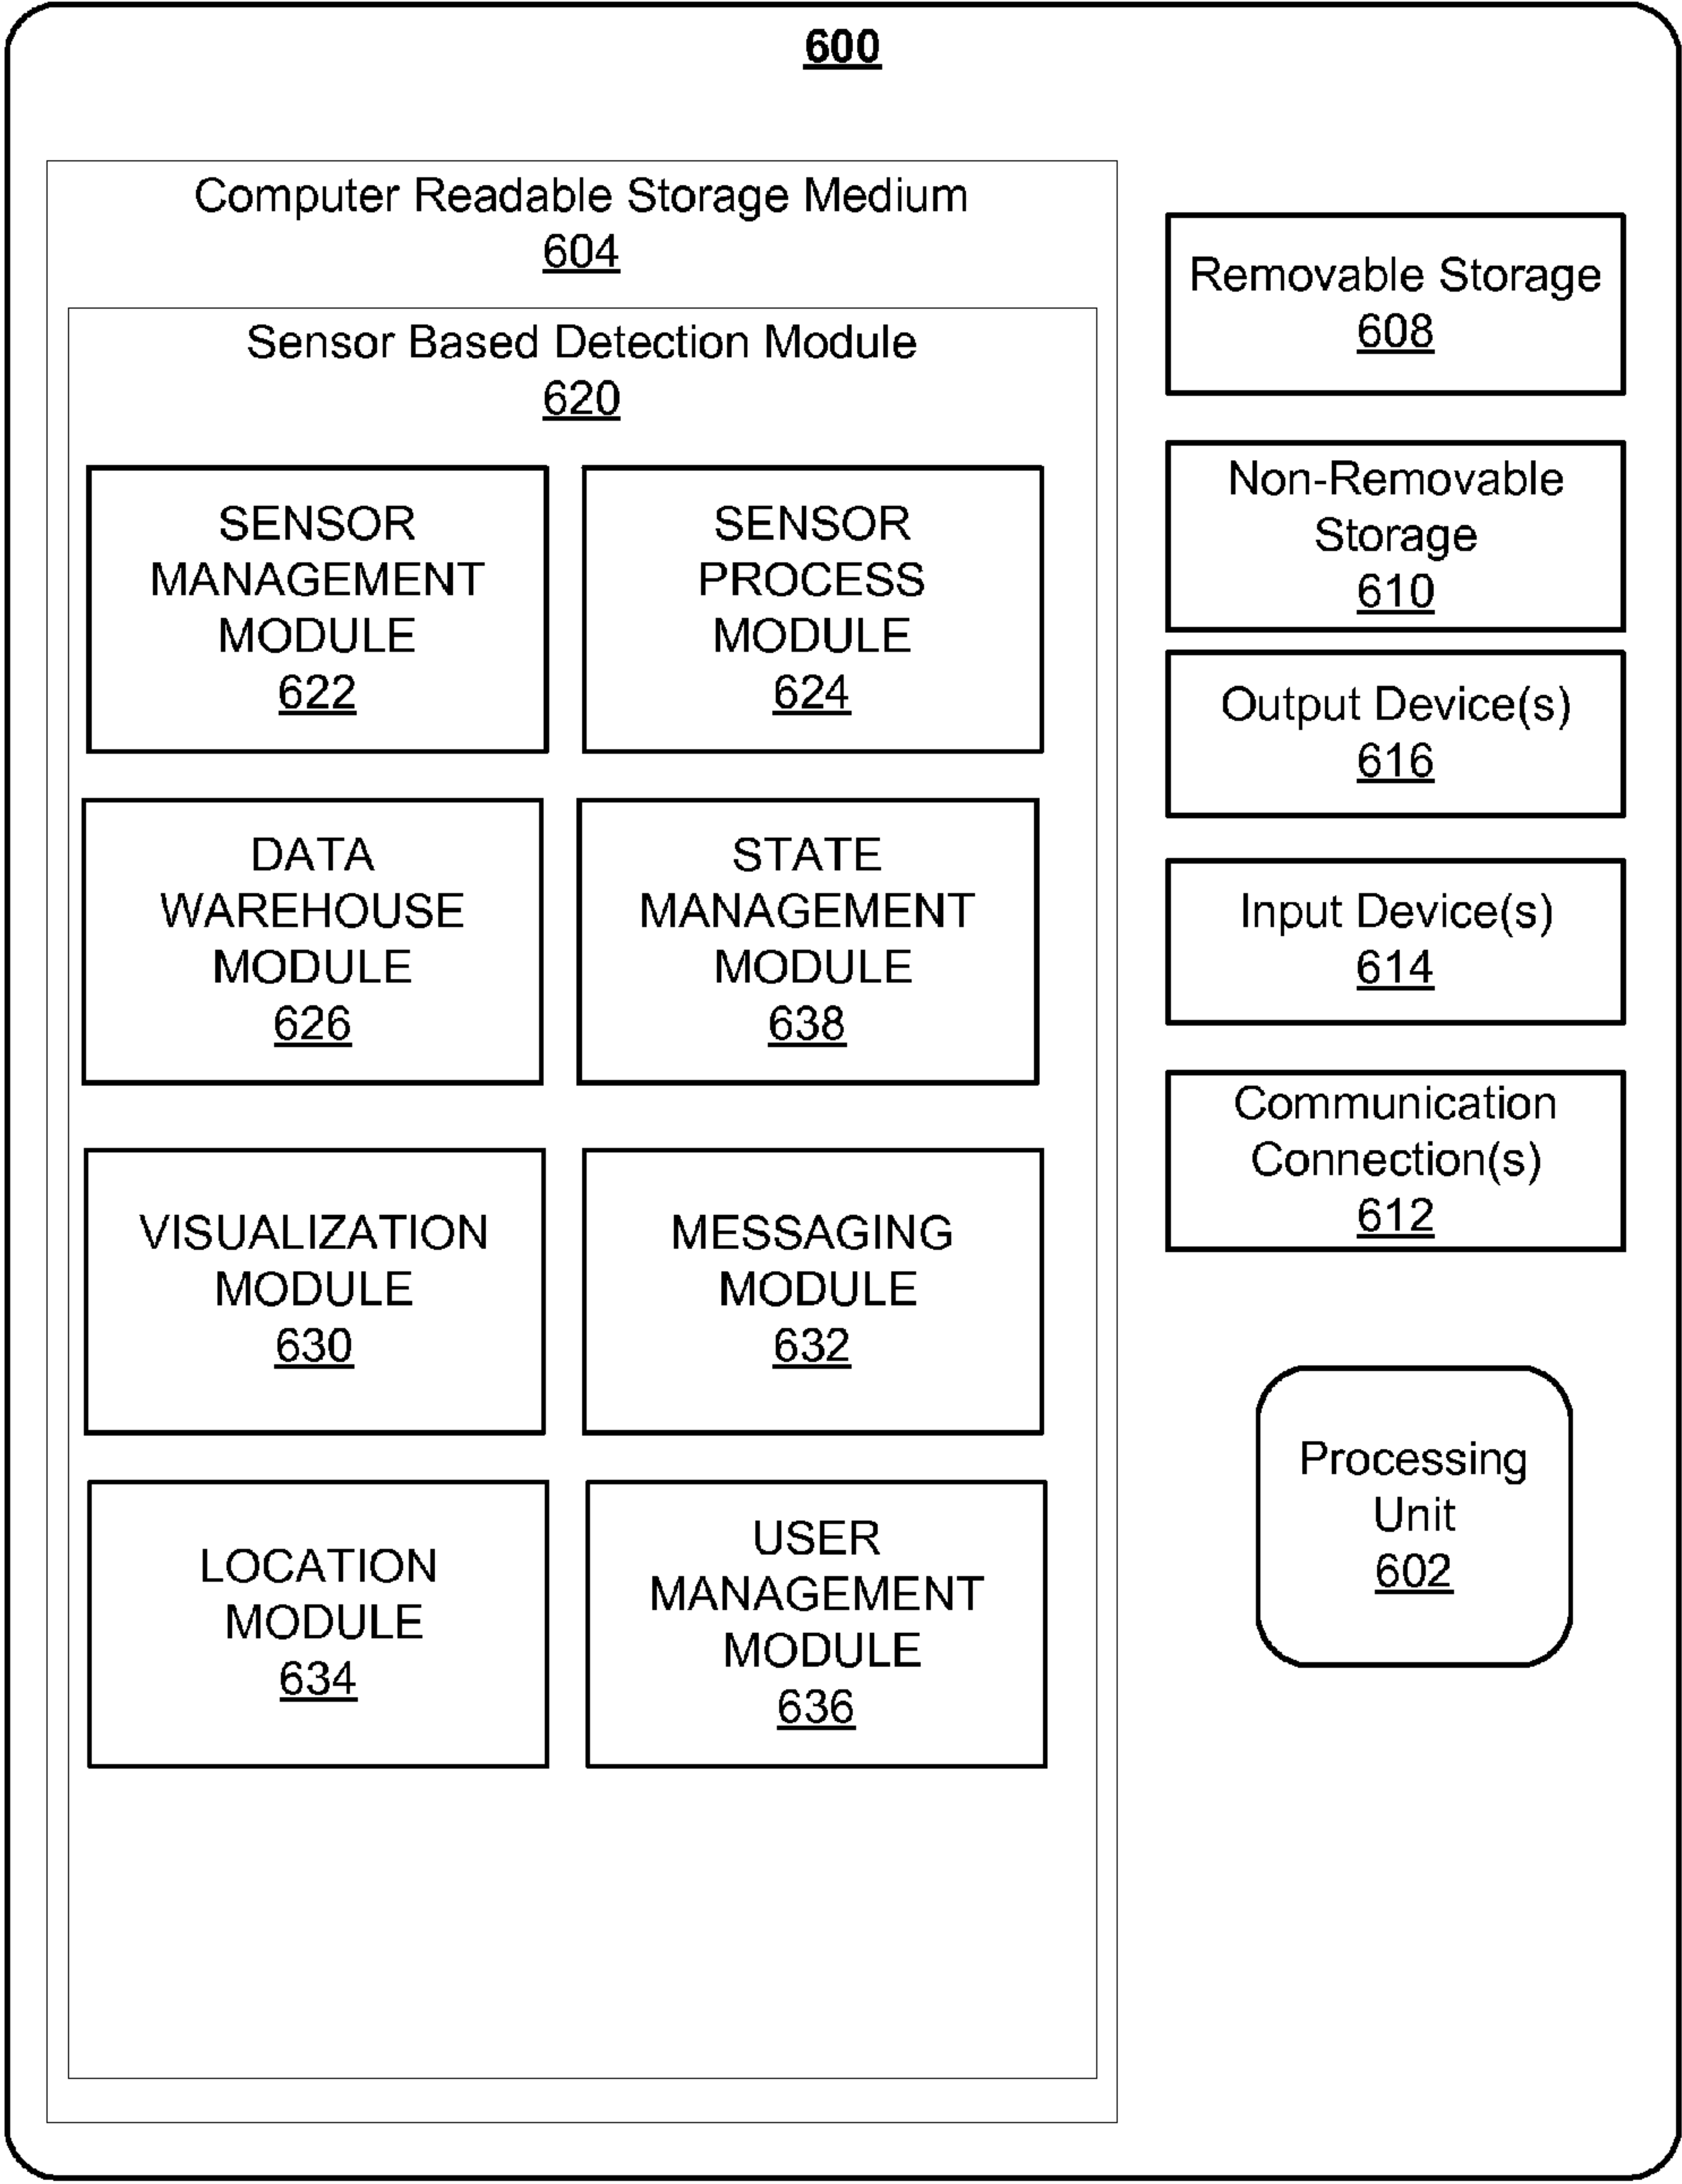 600
Computer Readable Storage Medium
604
Sensor Based Detection Module
620
SENSOR
MANAGEMENT
MODULE
622
SENSOR
PROCESS
MODULE
624
DATA
WAREHOUSE
MODULE
626
STATE
MANAGEMENT
MODULE
638
VISUALIZATION
MODULE
630
MESSAGING
MODULE
632
LOCATION
MODULE
634
USER
MANAGEMENT
MODULE
636
Removable Storage
608
Non-Removable
Storage
610
Output Device(s)
616
Input Device(s)
614
Communication
Connection(s)
612
Processing
Unit
602